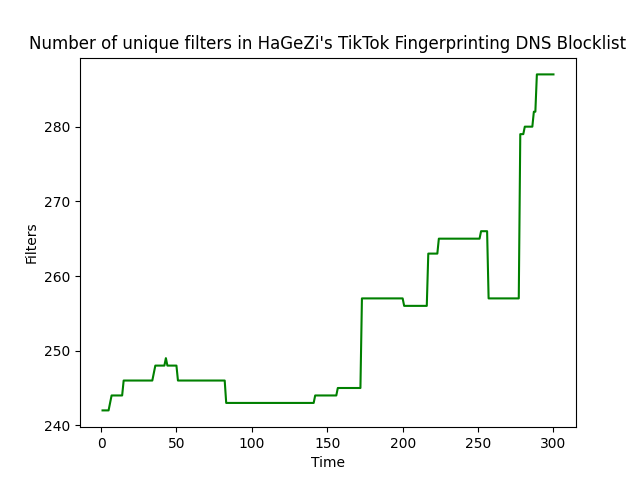 Number of unique filters in HaGeZi's TikTok Fingerprinting DNS Blocklist
280
270
260
250
240
Filters
0 50 100 150 200 250 300
Time